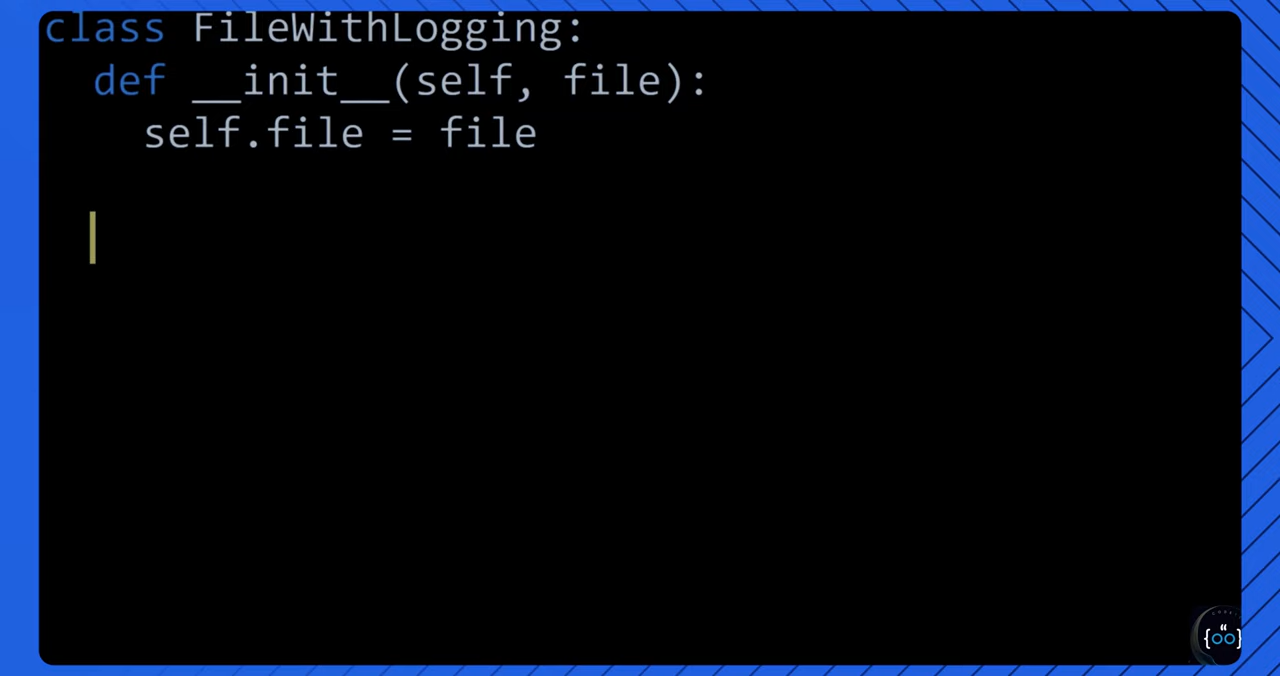 class FileWithLogging:
  def __init__(self, file):
    self.file = file